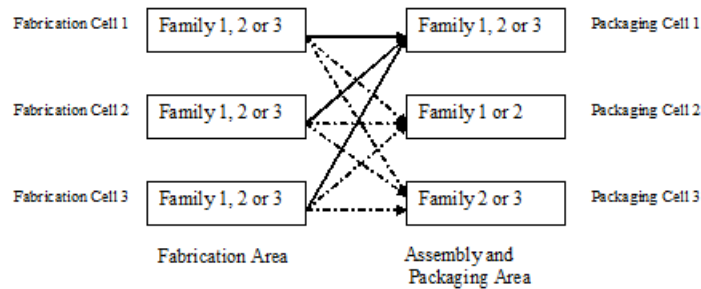 Fabrication Cell 1 Family 1, 2 or 3 Family 1, 2 or 3 Packaging Cell 1
Fabrication Cell 2 Family 1, 2 or 3 Family 1 or 2 Packaging Cell 2
Fabrication Cell 3 Family 1, 2 or 3 Family 2 or 3 Packaging Cell 3
Fabrication Area Assembly and
Packaging Area